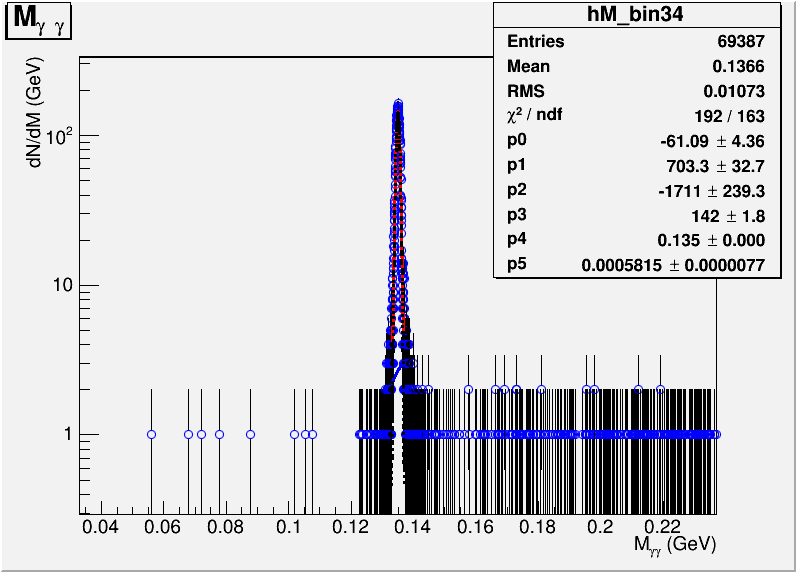 Mγ γ
hM_bin34
Entries 69387
Mean 0.1366
RMS 0.01073
χ² / ndf 192 / 163
p0 -61.09 ± 4.36
p1 703.3 ± 32.7
p2 -1711 ± 239.3
p3 142 ± 1.8
p4 0.135 ± 0.000
p5 0.0005815 ± 0.0000077
dN/dM (GeV)
10²
10
1
0.04 0.06 0.08 0.1 0.12 0.14 0.16 0.18 0.2 0.22
Mγγ (GeV)